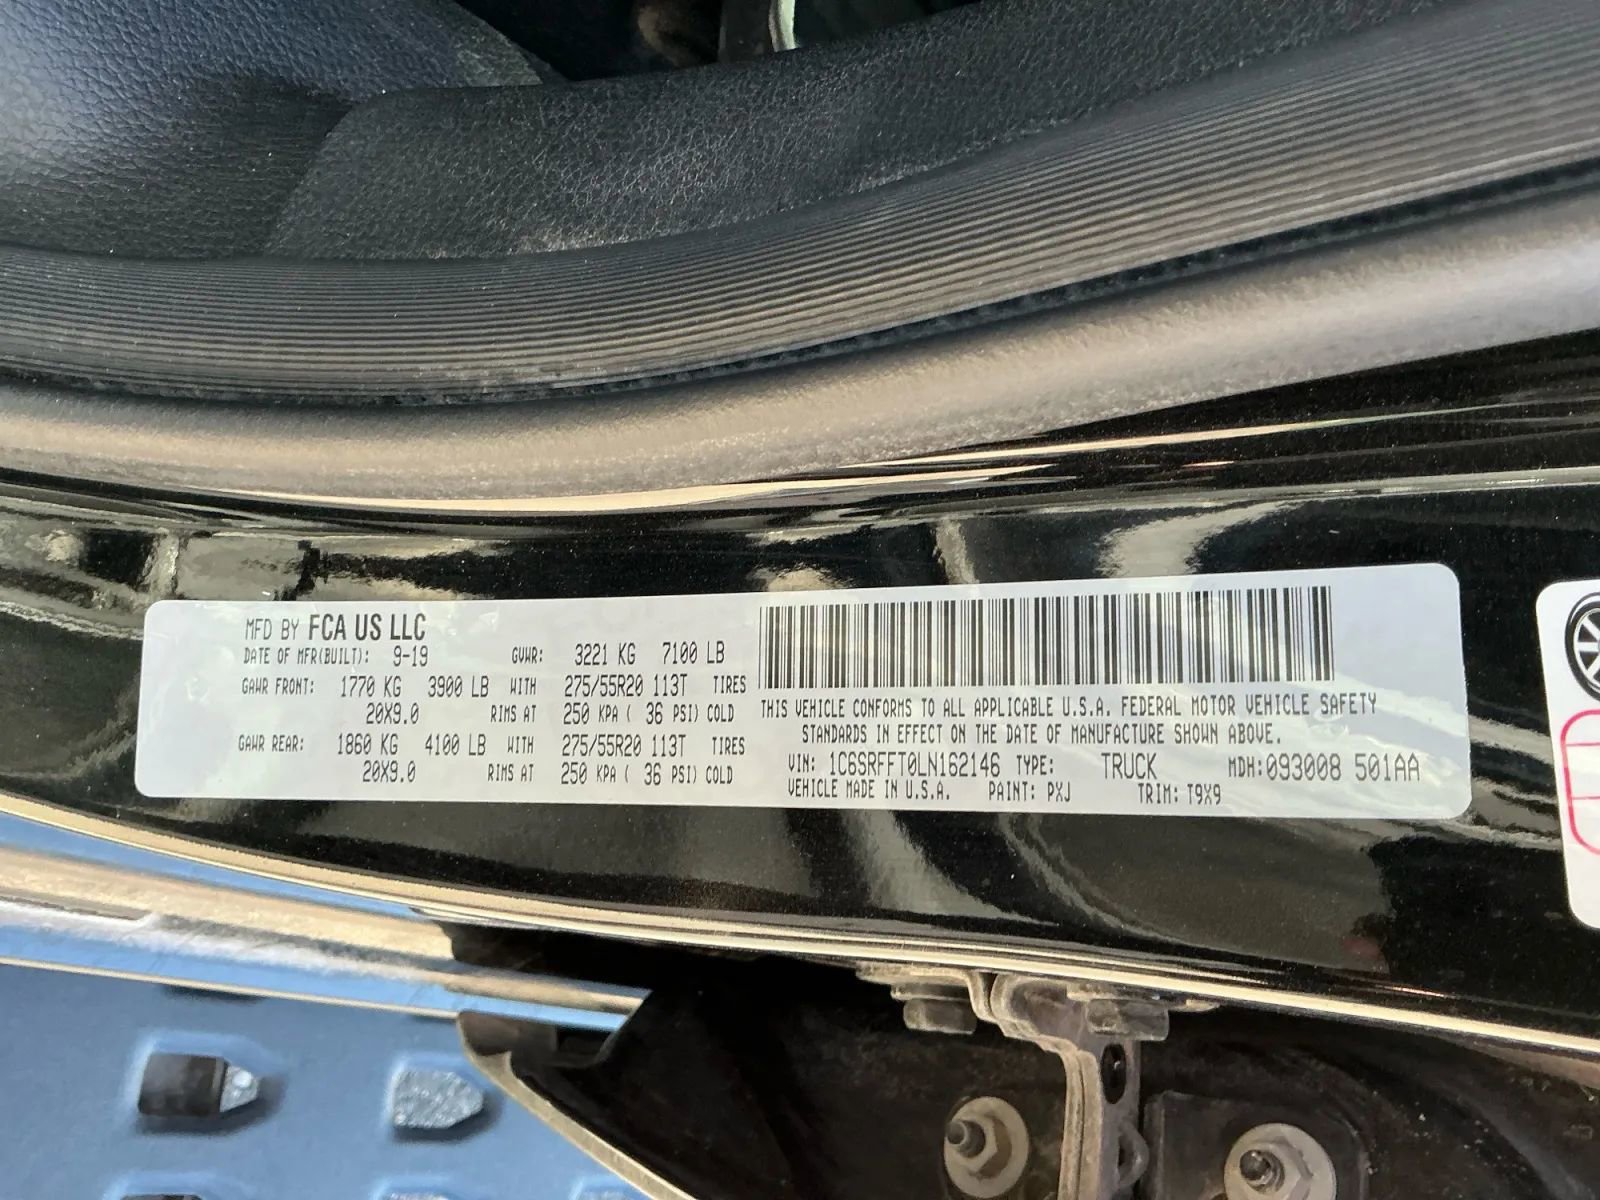 MFD BY FCA US LLC
DATE OF MFR(BUILT): 9-19 GVWR: 3221 KG 7100 LB
GAWR FRONT: 1770 KG 3900 LB WITH 275/55R20 113T TIRES
20X9.0 RIMS AT 250 KPA ( 36 PSI) COLD
GAWR REAR: 1860 KG 4100 LB WITH 275/55R20 113T TIRES
20X9.0 RIMS AT 250 KPA ( 36 PSI) COLD
THIS VEHICLE CONFORMS TO ALL APPLICABLE U.S.A. FEDERAL MOTOR VEHICLE SAFETY
STANDARDS IN EFFECT ON THE DATE OF MANUFACTURE SHOWN ABOVE.
VIN: 1C6SRFFT0LN162146 TYPE: TRUCK MDH:093008 501AA
VEHICLE MADE IN U.S.A. PAINT: PXJ TRIM: T9X9